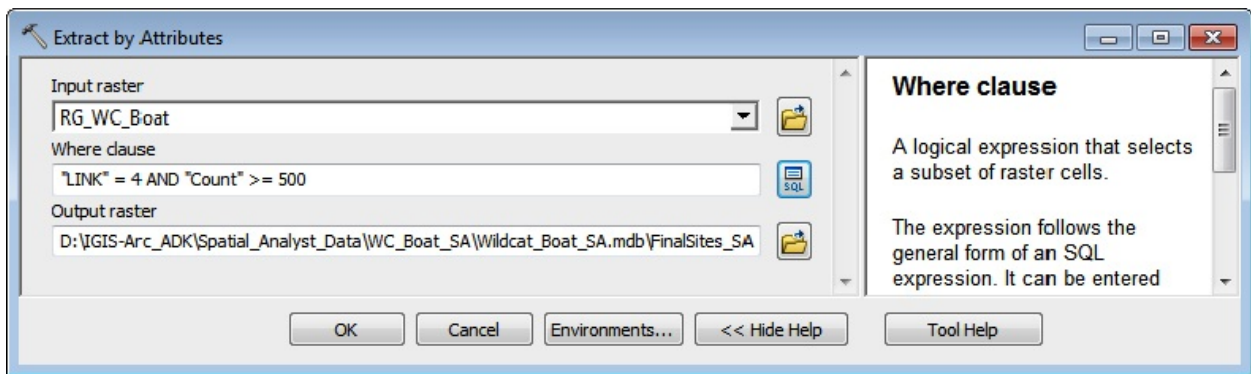 Extract by Attributes
Input raster
RG_WC_Boat
Where clause
"LINK" = 4 AND "Count" >= 500
SQL
Output raster
D:\IGIS-Arc_ADK\Spatial_Analyst_Data\WC_Boat_SA\Wildcat_Boat_SA.mdb\FinalSites_SA
OK
Cancel
Environments...
<< Hide Help
Tool Help
Where clause
A logical expression that selects
a subset of raster cells.
The expression follows the
general form of an SQL
expression. It can be entered